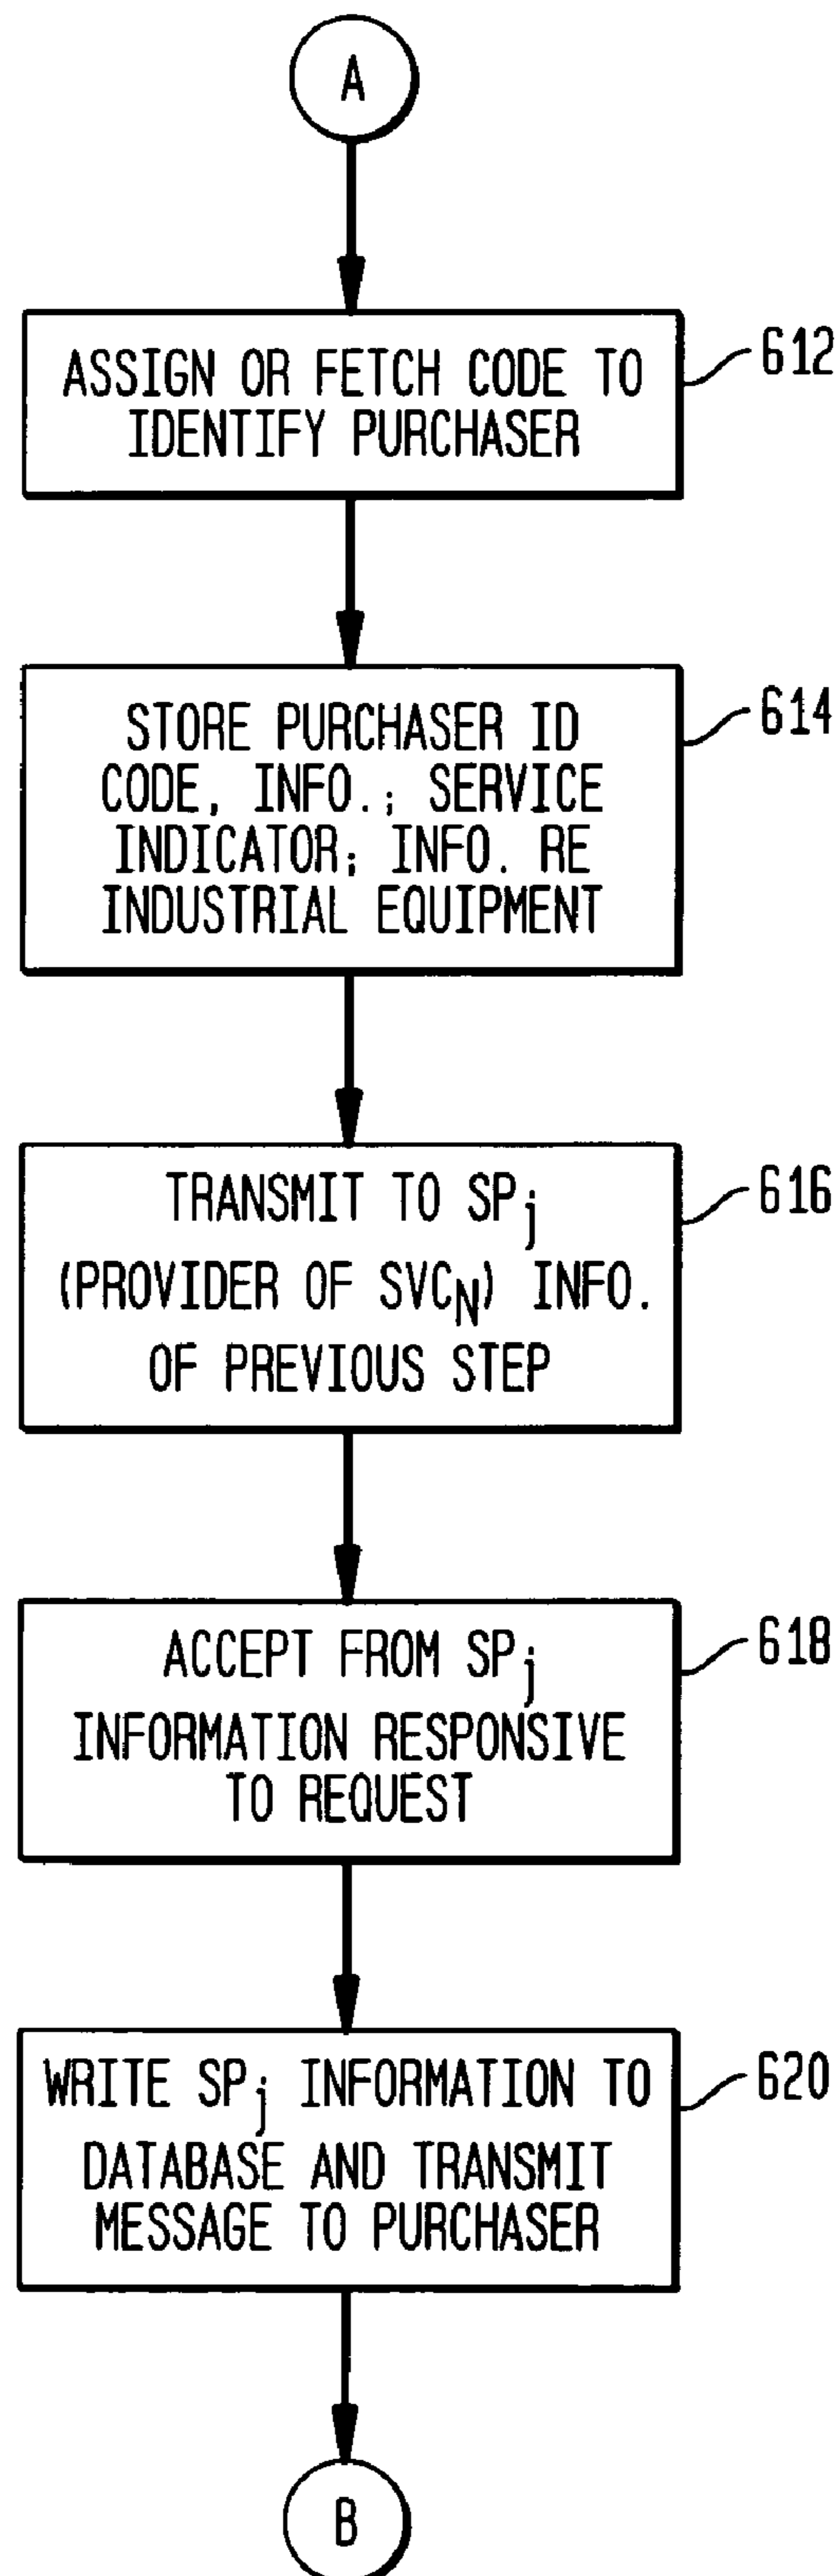 A
ASSIGN OR FETCH CODE TO
IDENTIFY PURCHASER
612
STORE PURCHASER ID
CODE, INFO.; SERVICE
INDICATOR; INFO. RE
INDUSTRIAL EQUIPMENT
614
TRANSMIT TO SPj
(PROVIDER OF SVCN) INFO.
OF PREVIOUS STEP
616
ACCEPT FROM SPj
INFORMATION RESPONSIVE
TO REQUEST
618
WRITE SPj INFORMATION TO
DATABASE AND TRANSMIT
MESSAGE TO PURCHASER
620
B